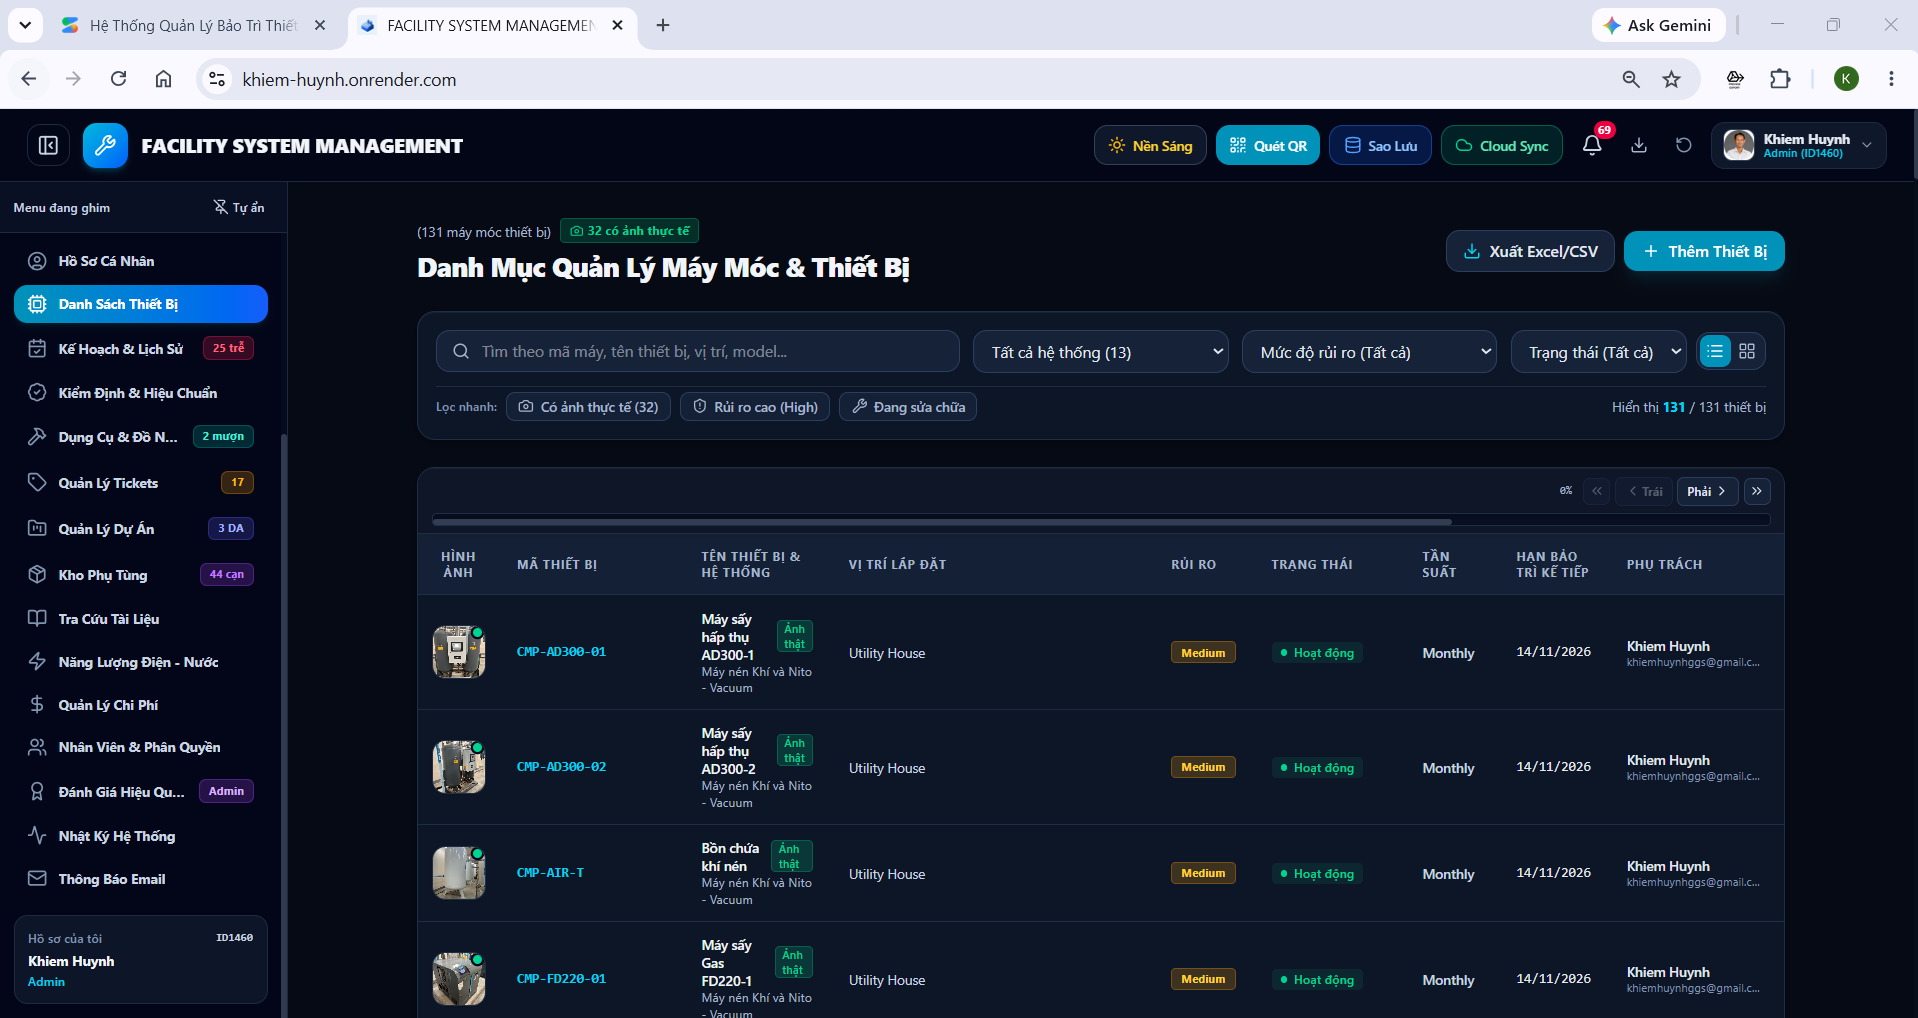 Hệ Thống Quản Lý Bảo Trì Thiết
FACILITY SYSTEM MANAGEMEN
Ask Gemini
khiem-huynh.onrender.com
K
FACILITY SYSTEM MANAGEMENT
Nền Sáng
Quét QR
Sao Lưu
Cloud Sync
69
Khiem Huynh
Admin (ID1460)
Menu đang ghim
Tự ẩn
Hồ Sơ Cá Nhân
Danh Sách Thiết Bị
Kế Hoạch & Lịch Sử
25 trễ
Kiểm Định & Hiệu Chuẩn
Dụng Cụ & Đồ N...
2 mượn
Quản Lý Tickets
17
Quản Lý Dự Án
3 DA
Kho Phụ Tùng
44 cạn
Tra Cứu Tài Liệu
Năng Lượng Điện - Nước
Quản Lý Chi Phí
Nhân Viên & Phân Quyền
Đánh Giá Hiệu Qu...
Admin
Nhật Ký Hệ Thống
Thông Báo Email
Hồ sơ của tôi
ID1460
Khiem Huynh
Admin
(131 máy móc thiết bị)
32 có ảnh thực tế
Danh Mục Quản Lý Máy Móc & Thiết Bị
Xuất Excel/CSV
Thêm Thiết Bị
Tìm theo mã máy, tên thiết bị, vị trí, model...
Tất cả hệ thống (13)
Mức độ rủi ro (Tất cả)
Trạng thái (Tất cả)
Lọc nhanh:
Có ảnh thực tế (32)
Rủi ro cao (High)
Đang sửa chữa
Hiển thị 131 / 131 thiết bị
0%
Trái
Phải
HÌNH ẢNH
MÃ THIẾT BỊ
TÊN THIẾT BỊ & HỆ THỐNG
VỊ TRÍ LẮP ĐẶT
RỦI RO
TRẠNG THÁI
TẦN SUẤT
HẠN BẢO TRÌ KẾ TIẾP
PHỤ TRÁCH
CMP-AD300-01
Máy sấy hấp thụ AD300-1
Ảnh thật
Máy nén Khí và Nito - Vacuum
Utility House
Medium
Hoạt động
Monthly
14/11/2026
Khiem Huynh
khiemhuynhggs@gmail.c...
CMP-AD300-02
Máy sấy hấp thụ AD300-2
Ảnh thật
Máy nén Khí và Nito - Vacuum
Utility House
Medium
Hoạt động
Monthly
14/11/2026
Khiem Huynh
khiemhuynhggs@gmail.c...
CMP-AIR-T
Bồn chứa khí nén
Ảnh thật
Máy nén Khí và Nito - Vacuum
Utility House
Medium
Hoạt động
Monthly
14/11/2026
Khiem Huynh
khiemhuynhggs@gmail.c...
CMP-FD220-01
Máy sấy Gas FD220-1
Ảnh thật
Máy nén Khí và Nito - Vacuum
Utility House
Medium
Hoạt động
Monthly
14/11/2026
Khiem Huynh
khiemhuynhggs@gmail.c...